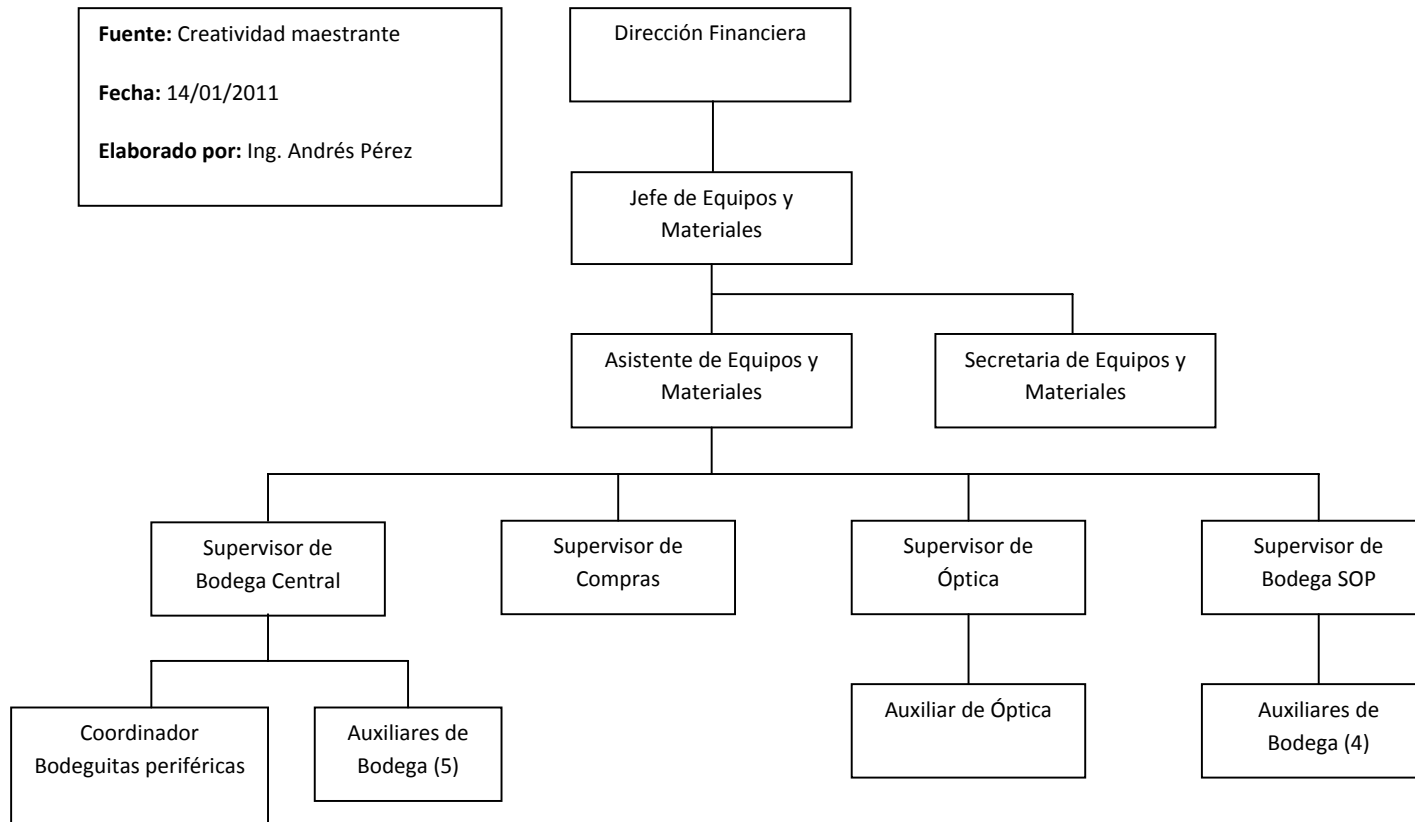 Fuente: Creatividad maestrante
Fecha: 14/01/2011
Elaborado por: Ing. Andrés Pérez
Dirección Financiera
Jefe de Equipos y
Materiales
Asistente de Equipos y
Materiales
Secretaria de Equipos y
Materiales
Supervisor de
Bodega Central
Supervisor de
Compras
Supervisor de
Óptica
Supervisor de
Bodega SOP
Coordinador
Bodeguitas periféricas
Auxiliares de
Bodega (5)
Auxiliar de Óptica
Auxiliares de
Bodega (4)